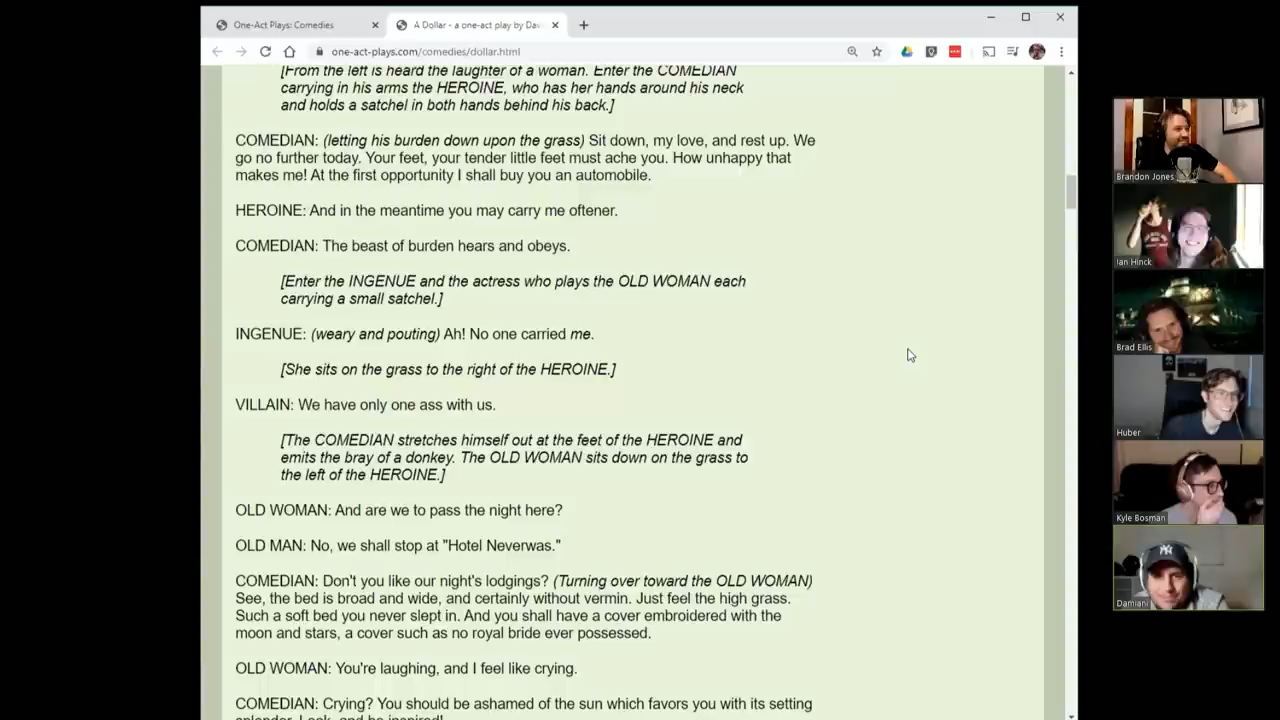 One-Act Plays: Comedies
A Dollar - a one-act play by Dav
one-act-plays.com/comedies/dollar.html
[From the left is heard the laughter of a woman. Enter the COMEDIAN
carrying in his arms the HEROINE, who has her hands around his neck
and holds a satchel in both hands behind his back.]
COMEDIAN: (letting his burden down upon the grass) Sit down, my love, and rest up. We
go no further today. Your feet, your tender little feet must ache you. How unhappy that
makes me! At the first opportunity I shall buy you an automobile.
HEROINE: And in the meantime you may carry me oftener.
COMEDIAN: The beast of burden hears and obeys.
[Enter the INGENUE and the actress who plays the OLD WOMAN each
carrying a small satchel.]
INGENUE: (weary and pouting) Ah! No one carried me.
[She sits on the grass to the right of the HEROINE.]
VILLAIN: We have only one ass with us.
[The COMEDIAN stretches himself out at the feet of the HEROINE and
emits the bray of a donkey. The OLD WOMAN sits down on the grass to
the left of the HEROINE.]
OLD WOMAN: And are we to pass the night here?
OLD MAN: No, we shall stop at "Hotel Neverwas."
COMEDIAN: Don't you like our night's lodgings? (Turning over toward the OLD WOMAN)
See, the bed is broad and wide, and certainly without vermin. Just feel the high grass.
Such a soft bed you never slept in. And you shall have a cover embroidered with the
moon and stars, a cover such as no royal bride ever possessed.
OLD WOMAN: You're laughing, and I feel like crying.
COMEDIAN: Crying? You should be ashamed of the sun which favors you with its setting
splendor. Look, and be inspired!
Brandon Jones
Ian Hinck
Brad Ellis
Huber
Kyle Bosman
Damiani